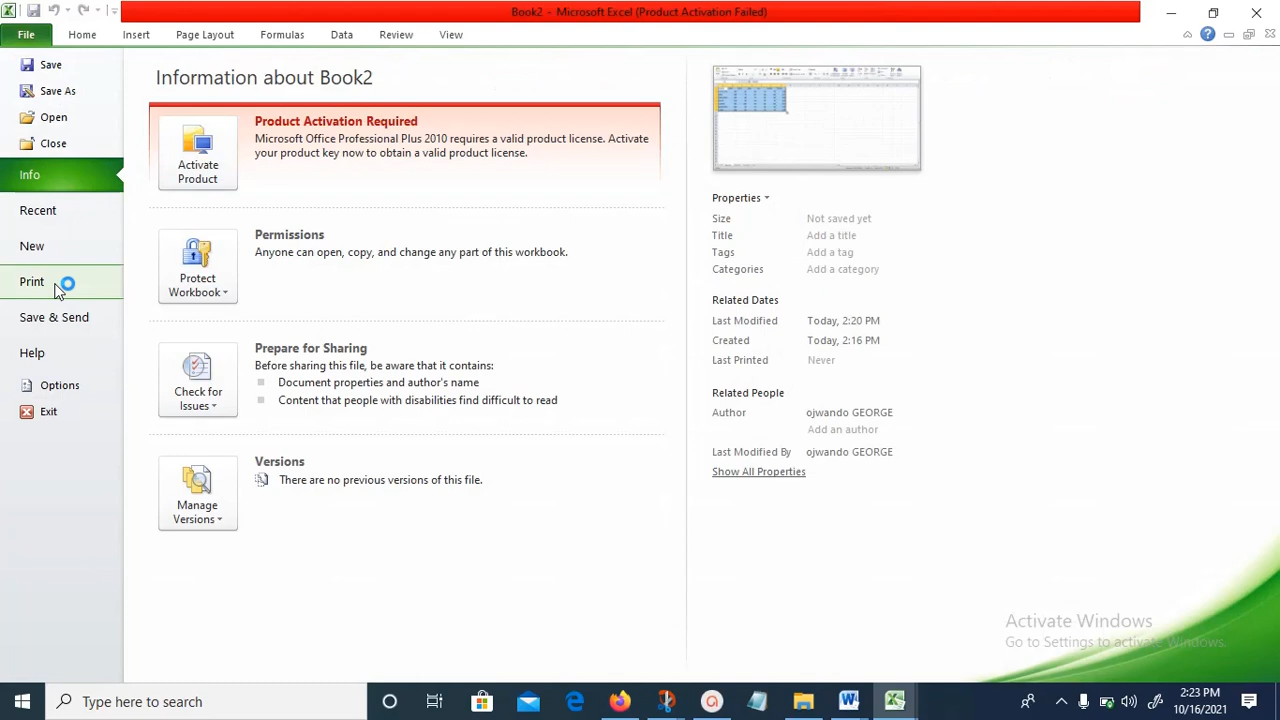 Book2 - Microsoft Excel (Product Activation Failed)
File Home Insert Page Layout Formulas Data Review View
Save
Save As
Open
Close
Info
Recent
New
Print
Save & Send
Help
Options
Exit
Information about Book2
Activate
Product
Product Activation Required
Microsoft Office Professional Plus 2010 requires a valid product license. Activate
your product key now to obtain a valid product license.
Protect
Workbook
Permissions
Anyone can open, copy, and change any part of this workbook.
Check for
Issues
Prepare for Sharing
Before sharing this file, be aware that it contains:
Document properties and author's name
Content that people with disabilities find difficult to read
Manage
Versions
Versions
There are no previous versions of this file.
Properties
Size Not saved yet
Title Add a title
Tags Add a tag
Categories Add a category
Related Dates
Last Modified Today, 2:20 PM
Created Today, 2:16 PM
Last Printed Never
Related People
Author ojwando GEORGE
Add an author
Last Modified By ojwando GEORGE
Show All Properties
Activate Windows
Go to Settings to activate Windows.
Type here to search
2:23 PM
10/16/2021